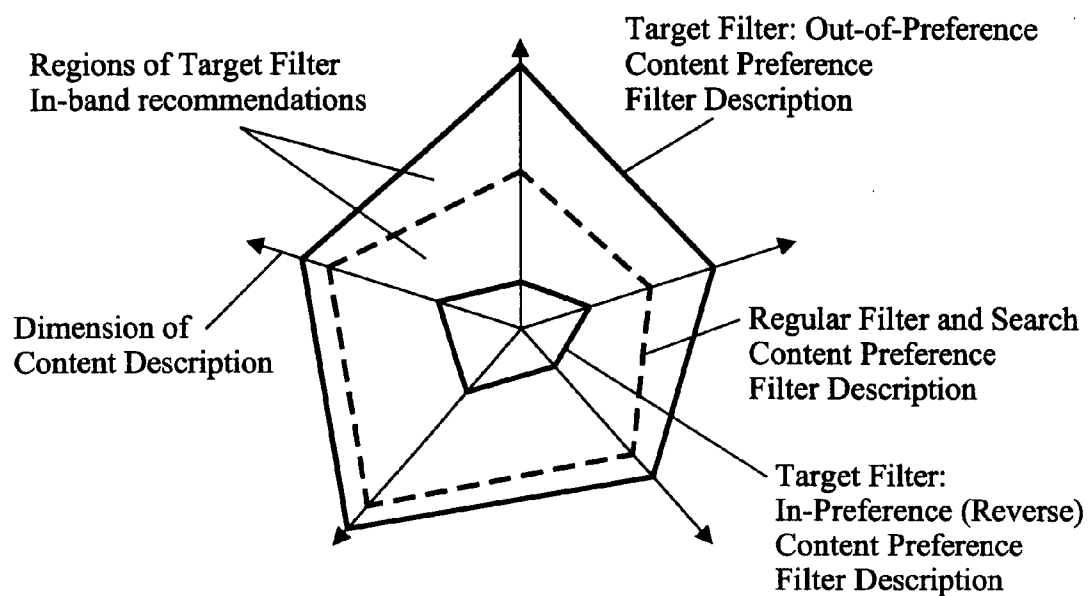 Regions of Target Filter
In-band recommendations
Target Filter: Out-of-Preference
Content Preference
Filter Description
Dimension of
Content Description
Regular Filter and Search
Content Preference
Filter Description
Target Filter:
In-Preference (Reverse)
Content Preference
Filter Description